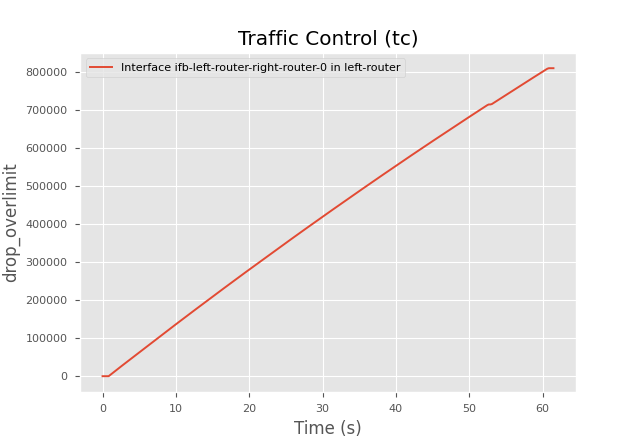 Traffic Control (tc)
Interface ifb-left-router-right-router-0 in left-router
drop_overlimit
800000
700000
600000
500000
400000
300000
200000
100000
0
0 10 20 30 40 50 60
Time (s)